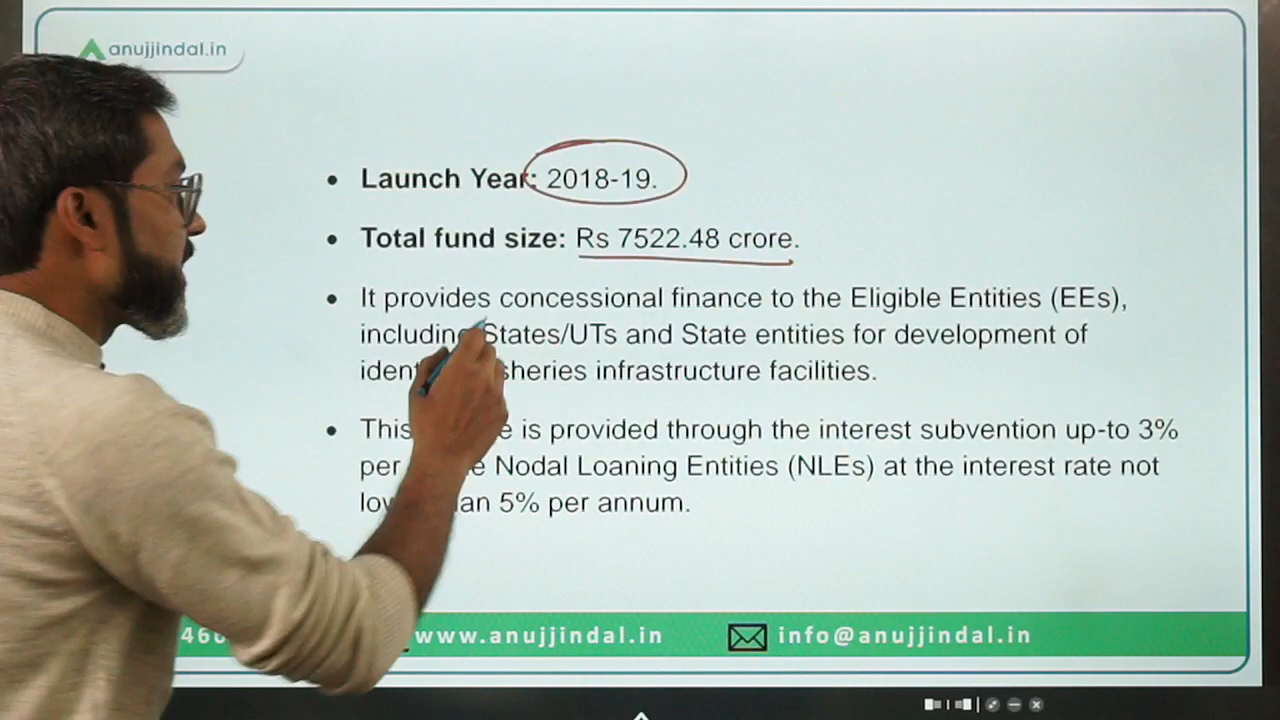 anujjindal.in
Launch Year: 2018-19.
Total fund size: Rs 7522.48 crore.
It provides concessional finance to the Eligible Entities (EEs),
including States/UTs and State entities for development of
infrastructure facilities.
This is provided through the interest subvention up-to 3%
per Nodal Loaning Entities (NLEs) at the interest rate not
5% per annum.
www.anujjindal.in
info@anujjindal.in